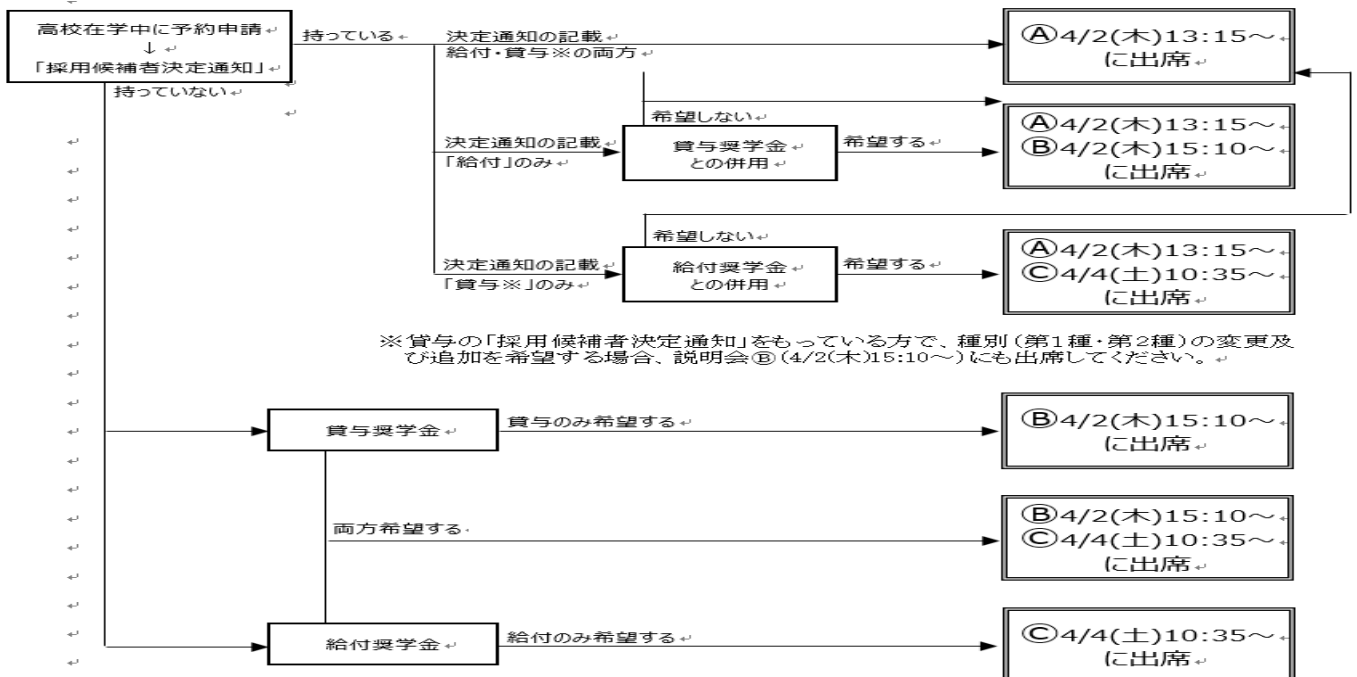 高校在学中に予約申請
↓
「採用候補者決定通知」
持っている
持っていない
決定通知の記載
給付・貸与※の両方
Ⓐ4/2(木)13:15~
に出席
希望しない
決定通知の記載
「給付」のみ
貸与奨学金
との併用
希望する
Ⓐ4/2(木)13:15~
Ⓑ4/2(木)15:10~
に出席
希望しない
決定通知の記載
「貸与※」のみ
給付奨学金
との併用
希望する
Ⓐ4/2(木)13:15~
Ⓒ4/4(土)10:35~
に出席
※貸与の「採用候補者決定通知」をもっている方で、種別(第1種・第2種)の変更及
び追加を希望する場合、説明会Ⓑ(4/2(木)15:10~)にも出席してください。
貸与奨学金
貸与のみ希望する
Ⓑ4/2(木)15:10~
に出席
両方希望する
Ⓑ4/2(木)15:10~
Ⓒ4/4(土)10:35~
に出席
給付奨学金
給付のみ希望する
Ⓒ4/4(土)10:35~
に出席